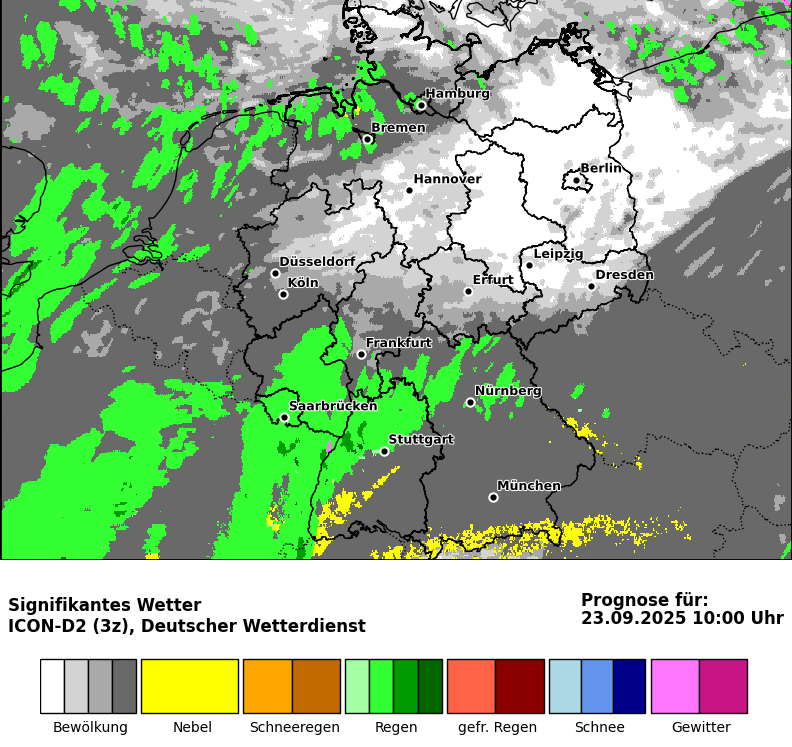 Hamburg
Bremen
Hannover
Berlin
Düsseldorf
Köln
Leipzig
Erfurt
Dresden
Frankfurt
Saarbrücken
Nürnberg
Stuttgart
München
Signifikantes Wetter
ICON-D2 (3z), Deutscher Wetterdienst
Prognose für:
23.09.2025 10:00 Uhr
Bewölkung Nebel Schneeregen Regen gefr. Regen Schnee Gewitter